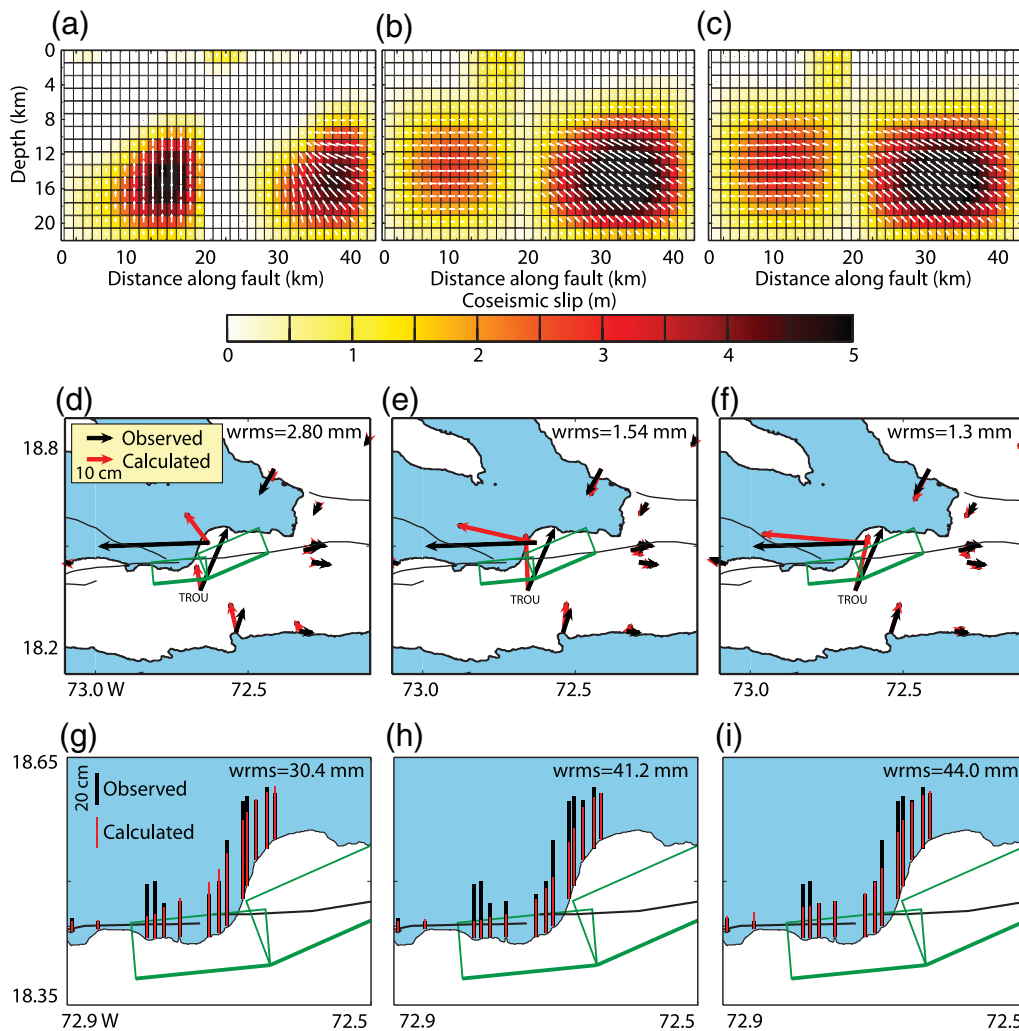 (a)
(b)
(c)
Depth (km)
0
4
8
12
16
20
0 10 20 30 40
0 10 20 30 40
0 10 20 30 40
Distance along fault (km)
Distance along fault (km)
Distance along fault (km)
Coseismic slip (m)
0 1 2 3 4 5
(d)
(e)
(f)
18.8
18.2
Observed
Calculated
10 cm
wrms=2.80 mm
TROU
wrms=1.54 mm
TROU
wrms=1.3 mm
TROU
73.0 W 72.5
73.0 72.5
73.0 72.5
(g)
(h)
(i)
18.65
18.35
20 cm
Observed
Calculated
wrms=30.4 mm
wrms=41.2 mm
wrms=44.0 mm
72.9 W 72.5
72.9 72.5
72.9 72.5